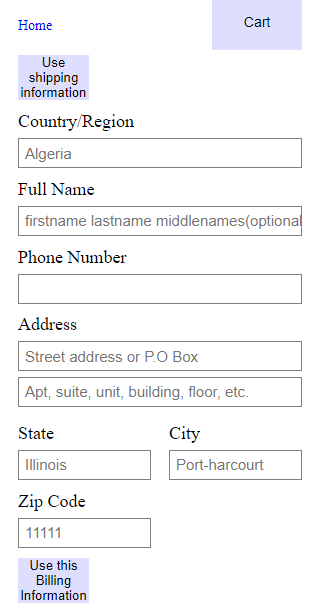 Home
Cart
Use
shipping
information
Country/Region
Algeria
Full Name
firstname lastname middlenames(optional
Phone Number
Address
Street address or P.O Box
Apt, suite, unit, building, floor, etc.
State
City
Illinois
Port-harcourt
Zip Code
11111
Use this
Billing
Information